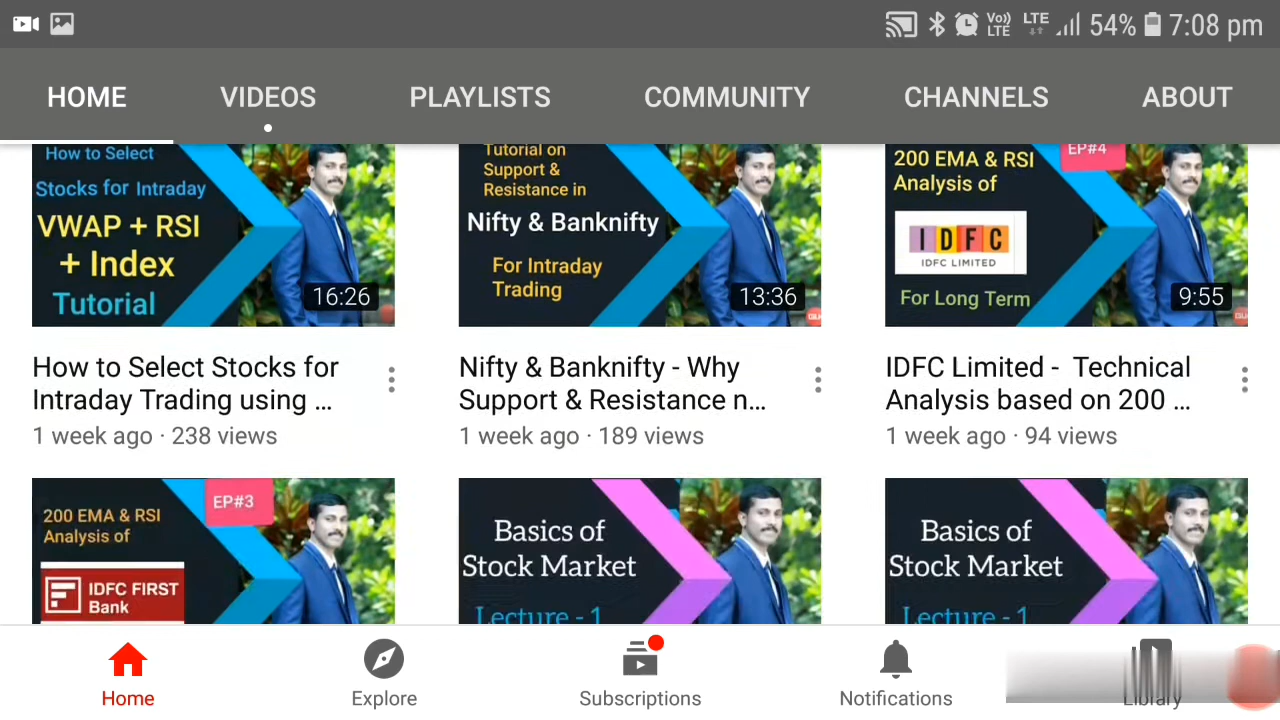 Vo)) LTE LTE 54% 7:08 pm
HOME VIDEOS PLAYLISTS COMMUNITY CHANNELS ABOUT
How to Select
Stocks for Intraday
VWAP + RSI
+ Index
Tutorial
16:26
Tutorial on
Support &
Resistance in
Nifty & Banknifty
For Intraday
Trading
13:36
EP#4
200 EMA & RSI
Analysis of
IDFC
IDFC LIMITED
For Long Term
9:55
How to Select Stocks for
Intraday Trading using ...
1 week ago · 238 views
Nifty & Banknifty - Why
Support & Resistance n...
1 week ago · 189 views
IDFC Limited - Technical
Analysis based on 200 ...
1 week ago · 94 views
EP#3
200 EMA & RSI
Analysis of
IDFC FIRST
Bank
Basics of
Stock Market
Lecture - 1
Basics of
Stock Market
Lecture - 1
Home Explore Subscriptions Notifications Library